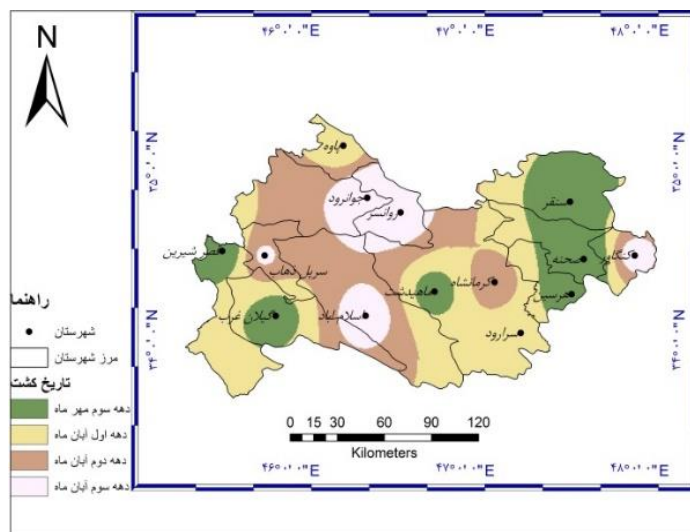 N
۴۶°۰'۰"E
۴۷°۰'۰"E
۴۸°۰'۰"E
۳۵°۰'۰"N
۳۵°۰'۰"N
پاوه
جوانرود
روانسر
سنقر
قصر شیرین
سرپل ذهاب
صحنه
کنگاور
کرمانشاه
ماهیدشت
هرسین
گیلان غرب
اسلام‌آباد
سرارود
۳۴°۰'۰"N
۳۴°۰'۰"N
راهنما
شهرستان
مرز شهرستان
تاریخ کشت
دهه سوم مهر ماه
دهه اول آبان ماه
دهه دوم آبان ماه
دهه سوم آبان ماه
0 15 30 60 90 120
Kilometers
۴۶°۰'۰"E
۴۷°۰'۰"E
۴۸°۰'۰"E